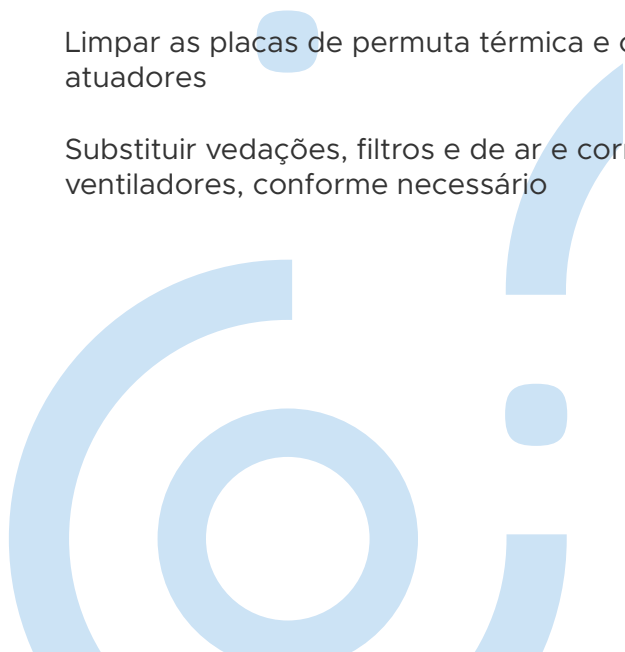 Limpar as placas de permuta térmica e
atuadores
Substituir vedações, filtros e de ar e
ventiladores, conforme necessário